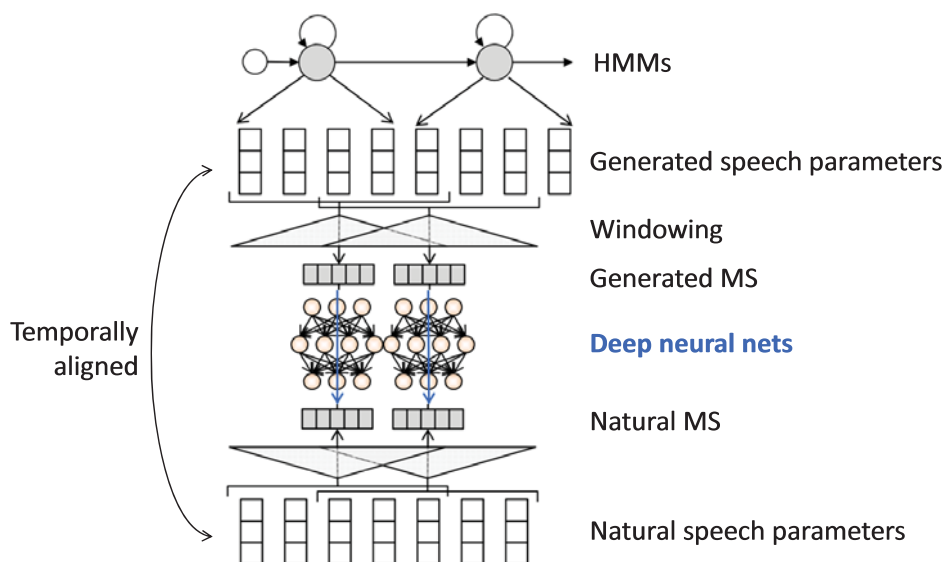 HMMs
Generated speech parameters
Windowing
Generated MS
Temporally
aligned
Deep neural nets
Natural MS
Natural speech parameters